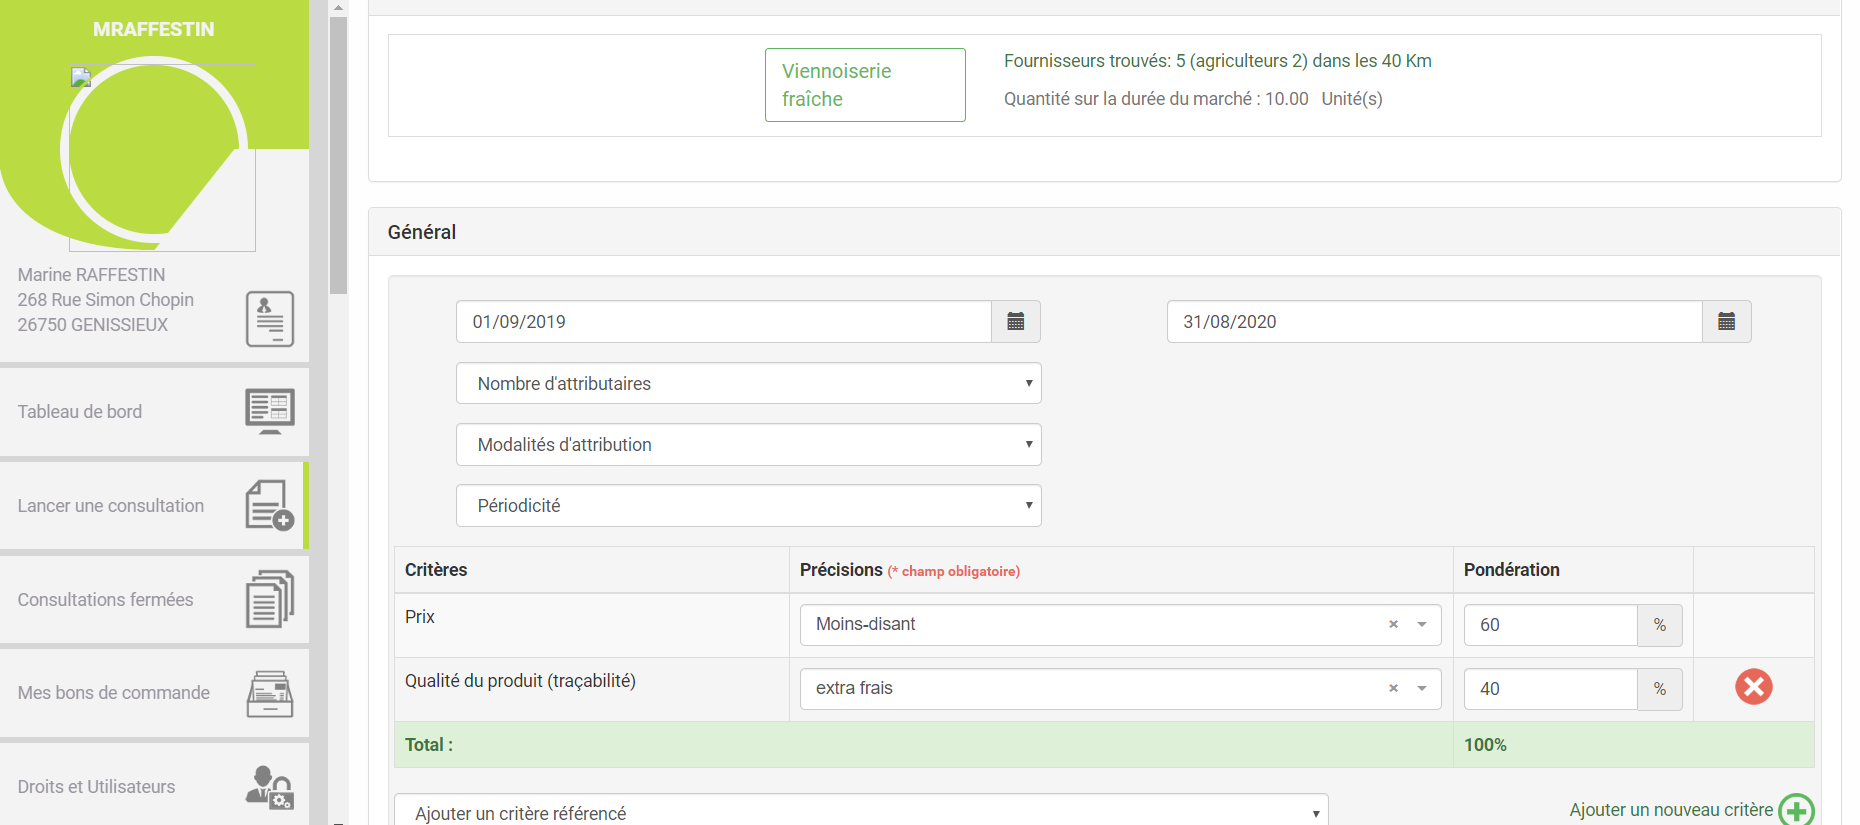 MRAFFESTIN
Marine RAFFESTIN
268 Rue Simon Chopin
26750 GENISSIEUX
Tableau de bord
Lancer une consultation
Consultations fermées
Mes bons de commande
Droits et Utilisateurs
Viennoiserie
fraîche
Fournisseurs trouvés: 5 (agriculteurs 2) dans les 40 Km
Quantité sur la durée du marché : 10.00 Unité(s)
Général
01/09/2019
31/08/2020
Nombre d'attributaires
Modalités d'attribution
Périodicité
Critères Précisions (* champ obligatoire) Pondération
Prix Moins-disant × 60 %
Qualité du produit (traçabilité) extra frais × 40 %
Total : 100%
Ajouter un critère référencé
Ajouter un nouveau critère